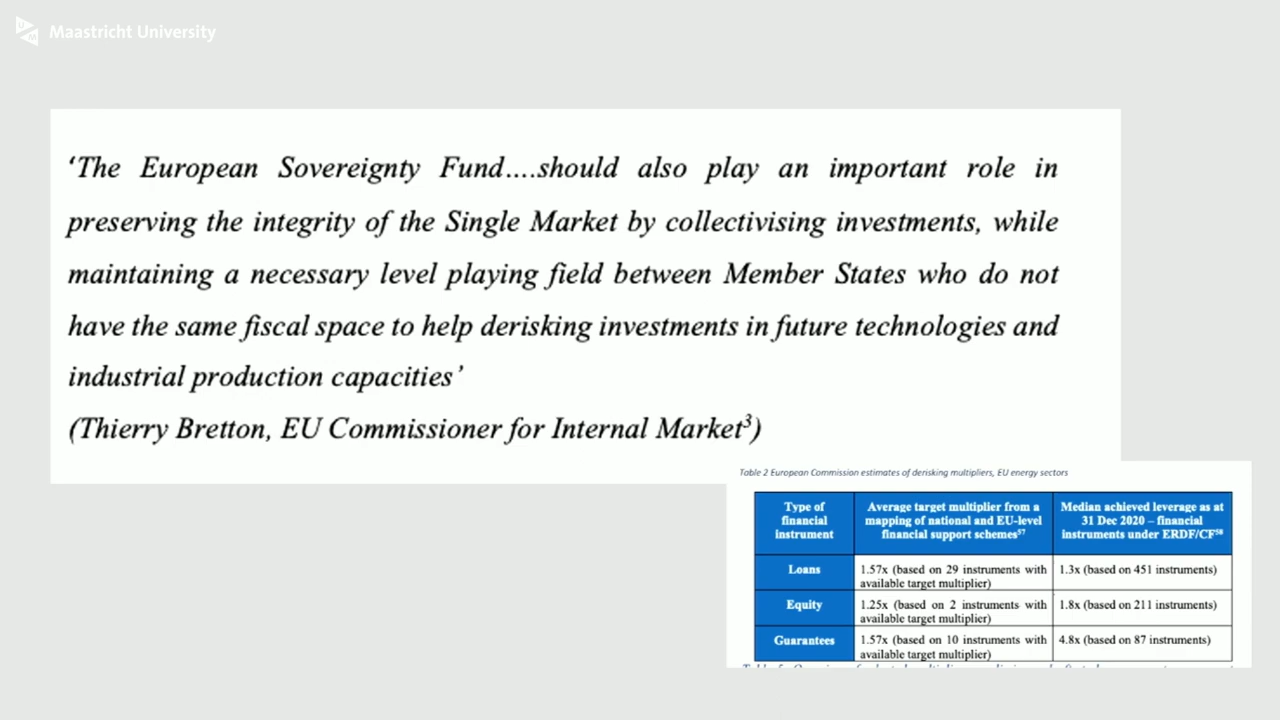 Maastricht University
‘The European Sovereignty Fund....should also play an important role in
preserving the integrity of the Single Market by collectivising investments, while
maintaining a necessary level playing field between Member States who do not
have the same fiscal space to help derisking investments in future technologies and
industrial production capacities’
(Thierry Bretton, EU Commissioner for Internal Market³)
Table 2 European Commission estimates of derisking multipliers, EU energy sectors
Type of
financial
instrument
Average target multiplier from a
mapping of national and EU-level
financial support schemes⁵⁷
Median achieved leverage as at
31 Dec 2020 – financial
instruments under ERDF/CF⁵⁸
Loans
1.57x (based on 29 instruments with
available target multiplier)
1.3x (based on 451 instruments)
Equity
1.25x (based on 2 instruments with
available target multiplier)
1.8x (based on 211 instruments)
Guarantees
1.57x (based on 10 instruments with
available target multiplier)
4.8x (based on 87 instruments)